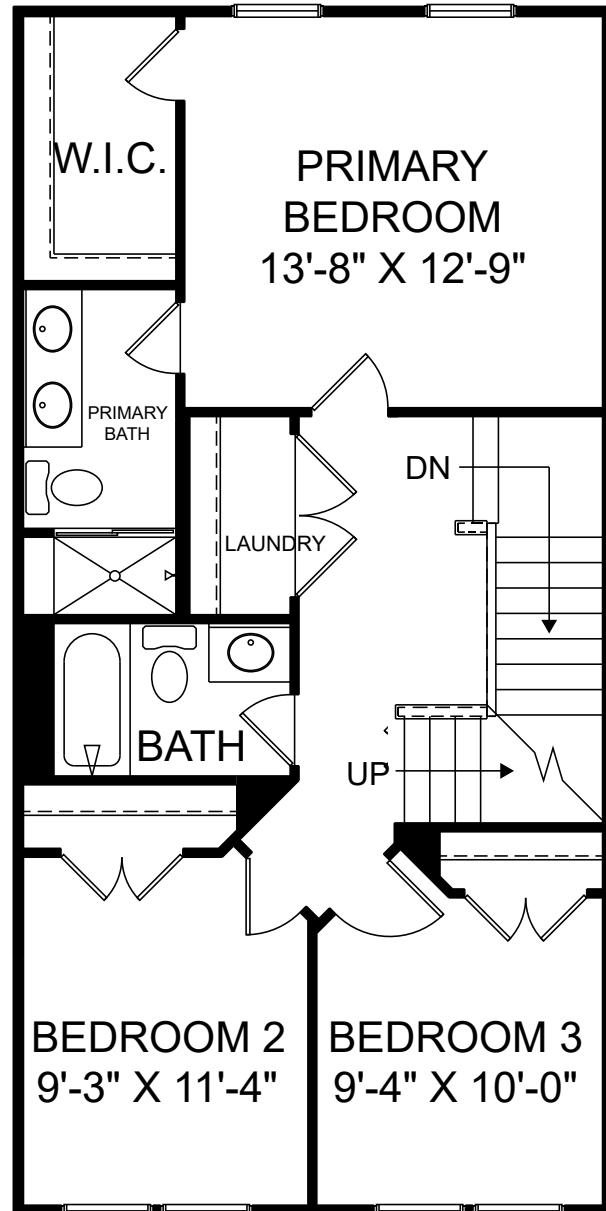 W.I.C.
PRIMARY
BEDROOM
13'-8" X 12'-9"
PRIMARY
BATH
DN
LAUNDRY
BATH
UP
BEDROOM 2
9'-3" X 11'-4"
BEDROOM 3
9'-4" X 10'-0"